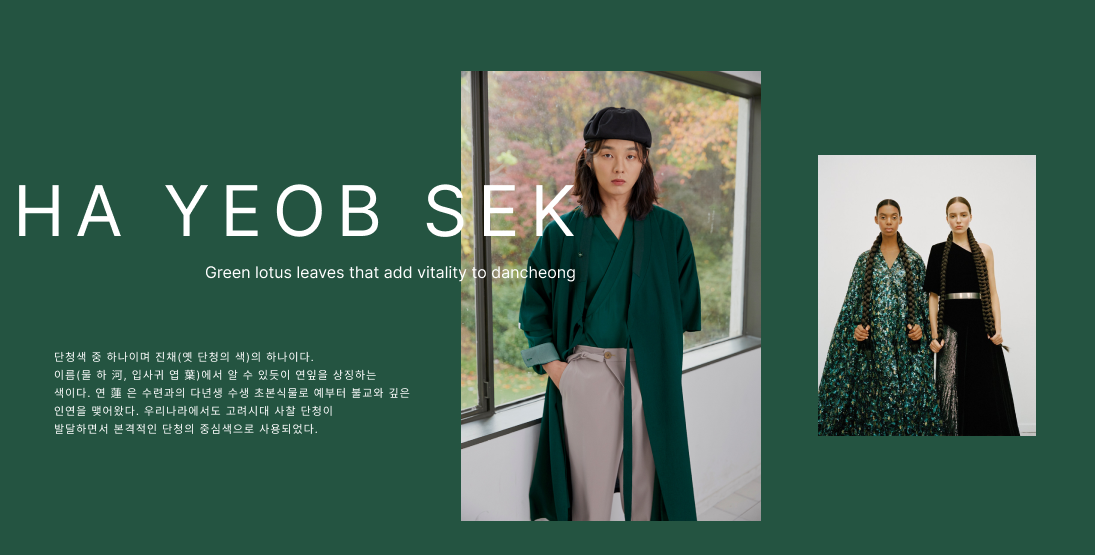 HA YEOB SEK
Green lotus leaves that add vitality to dancheong
단청색 중 하나이며 진채(옛 단청의 색)의 하나이다.
이름(물 하 河, 입사귀 엽 葉)에서 알 수 있듯이 연잎을 상징하는
색이다. 연 蓮 은 수련과의 다년생 수생 초본식물로 예부터 불교와 깊은
인연을 맺어왔다. 우리나라에서도 고려시대 사찰 단청이
발달하면서 본격적인 단청의 중심색으로 사용되었다.